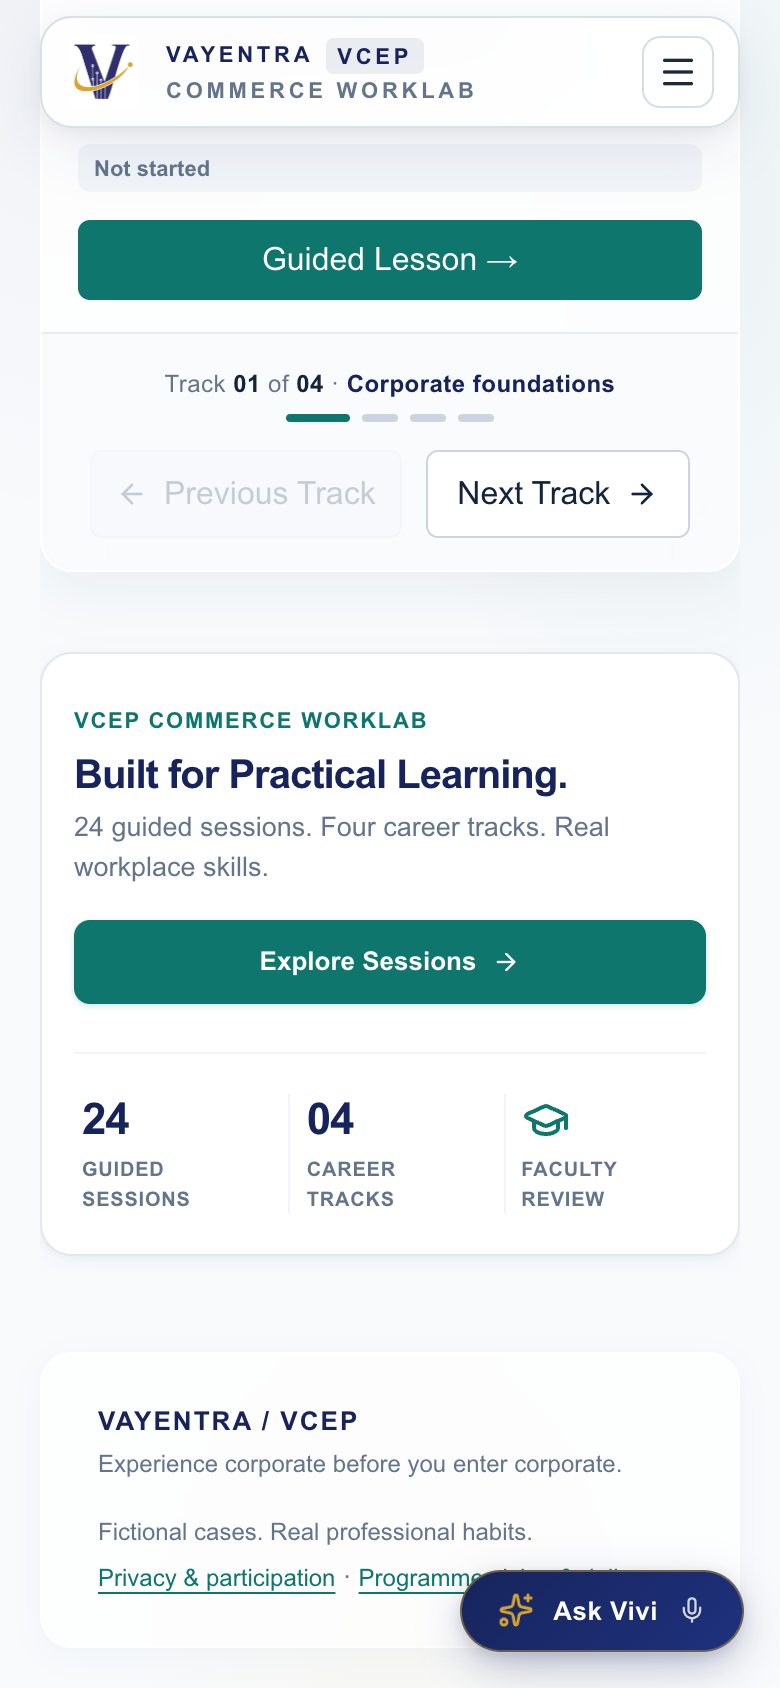 VAYENTRA VCEP
COMMERCE WORKLAB
Not started
Guided Lesson →
Track 01 of 04 · Corporate foundations
← Previous Track
Next Track →
VCEP COMMERCE WORKLAB
Built for Practical Learning.
24 guided sessions. Four career tracks. Real
workplace skills.
Explore Sessions →
24
GUIDED
SESSIONS
04
CAREER
TRACKS
FACULTY
REVIEW
VAYENTRA / VCEP
Experience corporate before you enter corporate.
Fictional cases. Real professional habits.
Privacy & participation · Programme
Ask Vivi